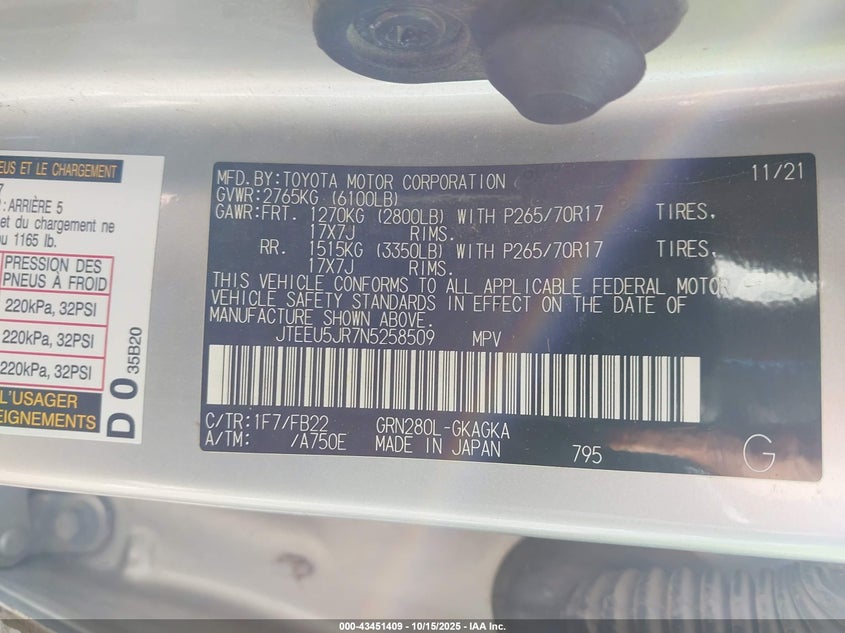 EUS ET LE CHARGEMENT
7
: ARRIÈRE 5
et du chargement ne
u 1165 lb.
PRESSION DES
PNEUS À FROID
220kPa, 32PSI
220kPa, 32PSI
220kPa, 32PSI
L'USAGER
EIGNEMENTS
D 0
35B20
MFD.BY:TOYOTA MOTOR CORPORATION 11/21
GVWR:2765KG (6100LB)
GAWR:FRT. 1270KG (2800LB) WITH P265/70R17 TIRES,
17X7J RIMS.
RR. 1515KG (3350LB) WITH P265/70R17 TIRES,
17X7J RIMS.
THIS VEHICLE CONFORMS TO ALL APPLICABLE FEDERAL MOTOR
VEHICLE SAFETY STANDARDS IN EFFECT ON THE DATE OF
MANUFACTURE SHOWN ABOVE.
JTEEU5JR7N5258509 MPV
C/TR:1F7/FB22 GRN280L-GKAGKA
A/TM: /A750E MADE IN JAPAN 795 G
000-43451409 - 10/15/2025 - IAA Inc.